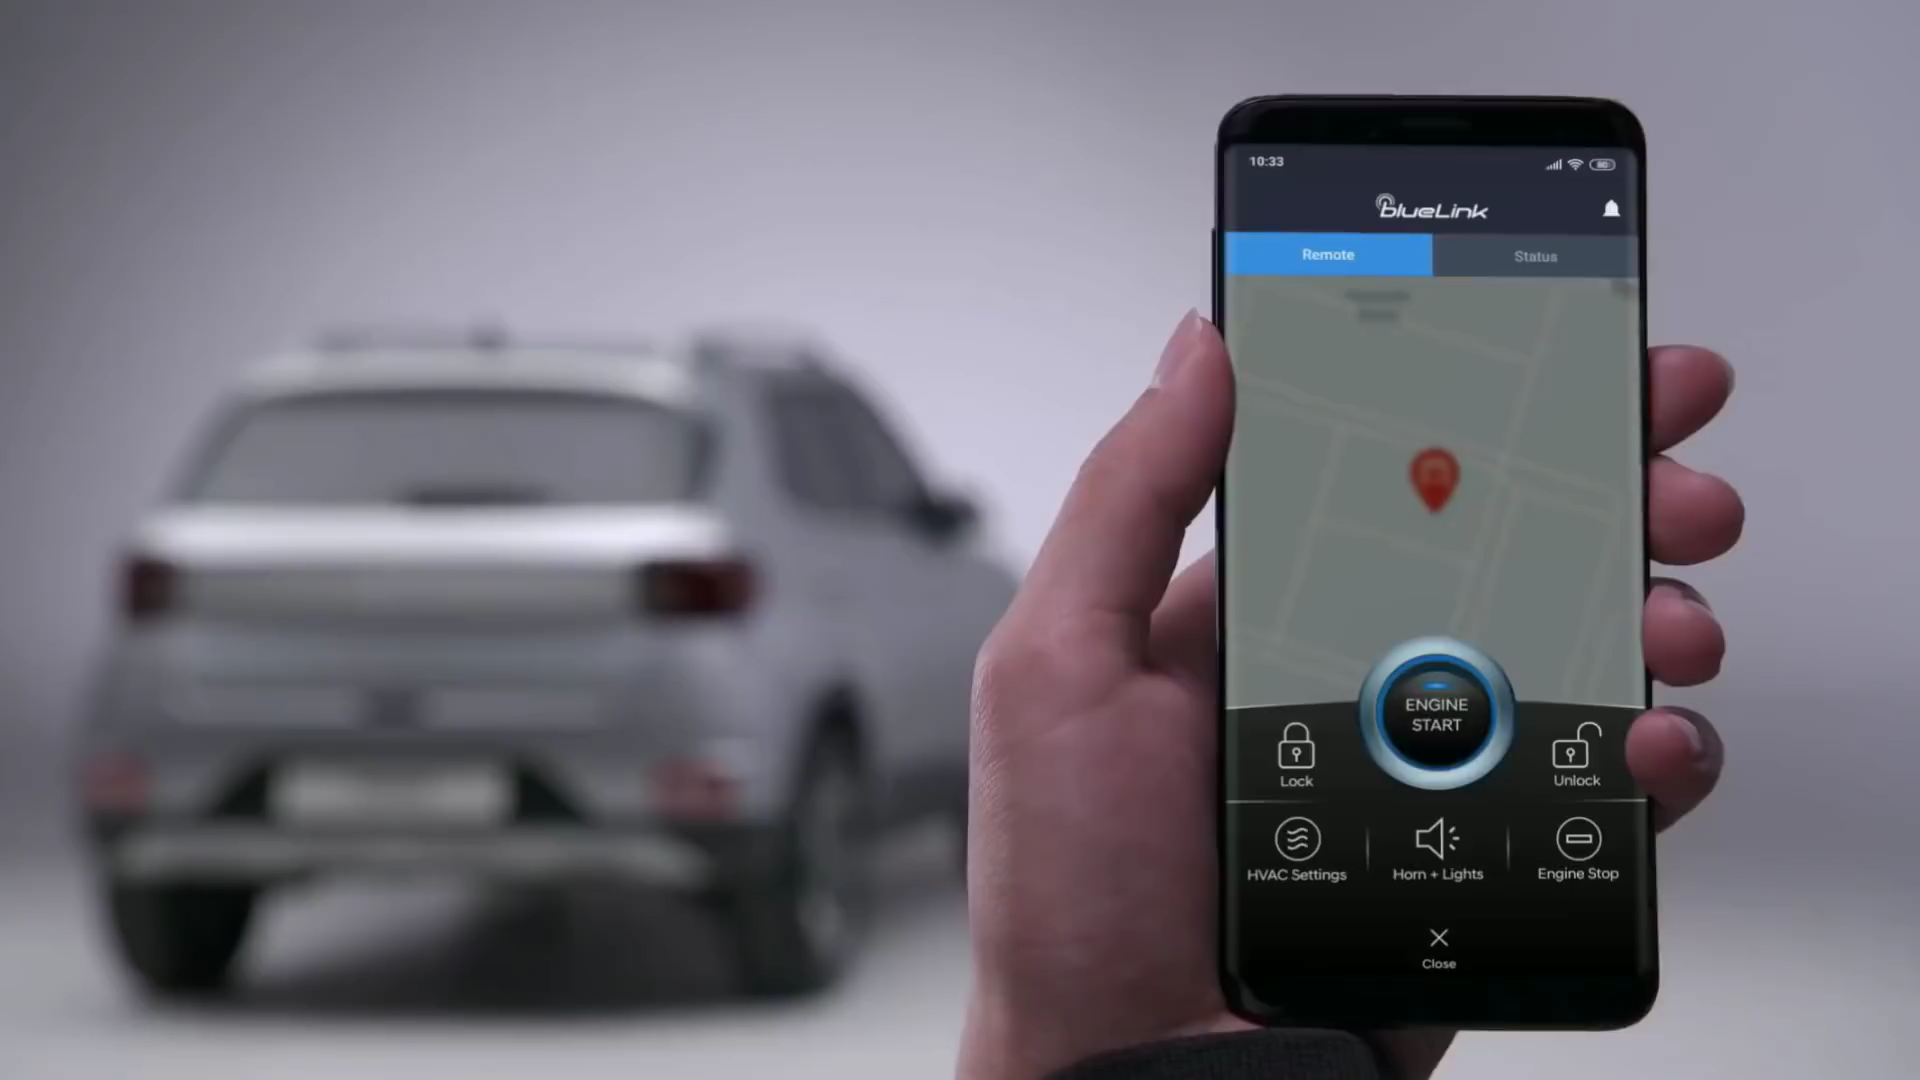 10:33
blueLink
Remote
Status
ENGINE
START
Lock
Unlock
HVAC Settings
Horn + Lights
Engine Stop
Close